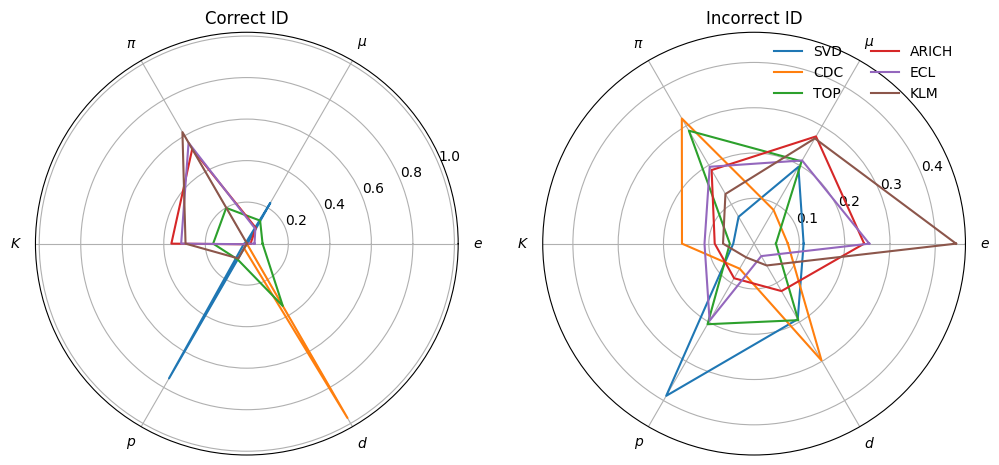 Correct ID
π
μ
K
e
p
d
0.2
0.4
0.6
0.8
1.0
Incorrect ID
π
μ
K
e
p
d
0.1
0.2
0.3
0.4
SVD
CDC
TOP
ARICH
ECL
KLM